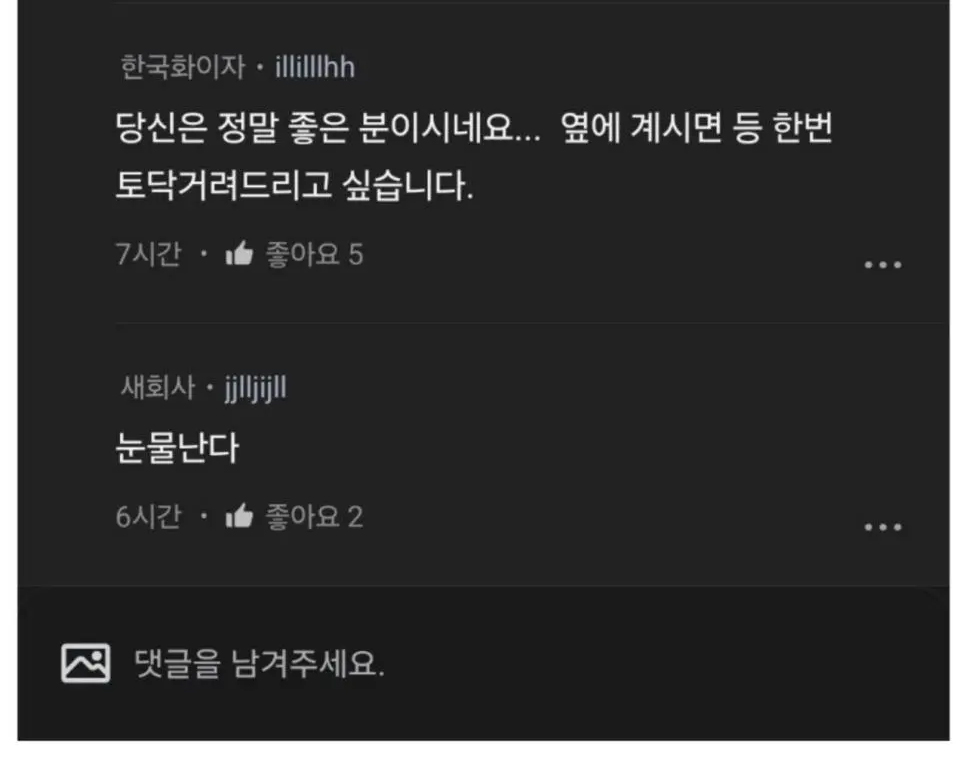 한국화이자 · illilllhh
당신은 정말 좋은 분이시네요... 옆에 계시면 등 한번
토닥거려드리고 싶습니다.
7시간 · 좋아요 5
새회사 · jjlljijll
눈물난다
6시간 · 좋아요 2
댓글을 남겨주세요.